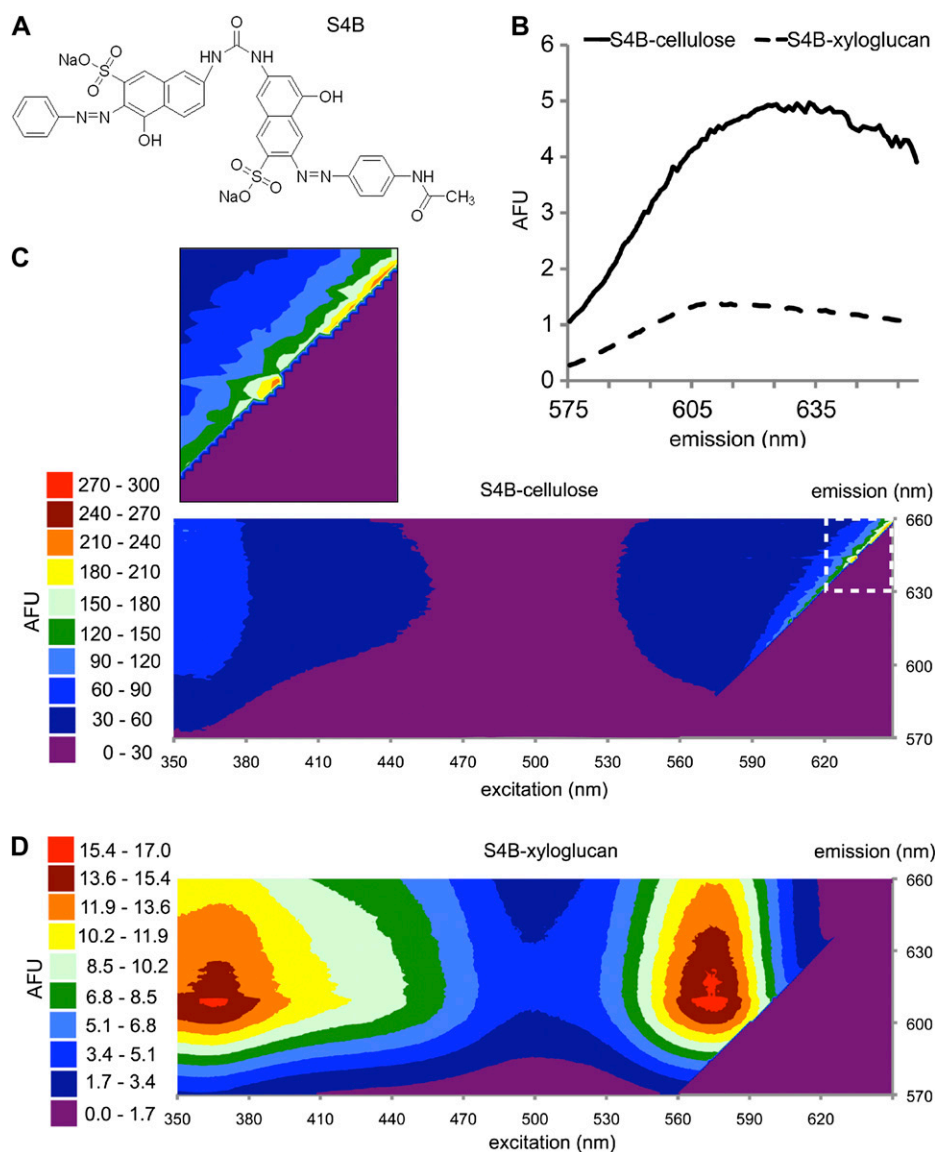 A
S4B
O
NaO
O
S
O
NH
NH
N=N
OH
OH
O
S
O
NaO
N=N
NH
CH3
O
B
S4B-cellulose
S4B-xyloglucan
6
5
4
3
2
1
0
AFU
575
605
635
emission (nm)
C
S4B-cellulose
emission (nm)
AFU
270 - 300
240 - 270
210 - 240
180 - 210
150 - 180
120 - 150
90 - 120
60 - 90
30 - 60
0 - 30
660
630
600
570
350
380
410
440
470
500
530
560
590
620
excitation (nm)
D
S4B-xyloglucan
emission (nm)
AFU
15.4 - 17.0
13.6 - 15.4
11.9 - 13.6
10.2 - 11.9
8.5 - 10.2
6.8 - 8.5
5.1 - 6.8
3.4 - 5.1
1.7 - 3.4
0.0 - 1.7
660
630
600
570
350
380
410
440
470
500
530
560
590
620
excitation (nm)